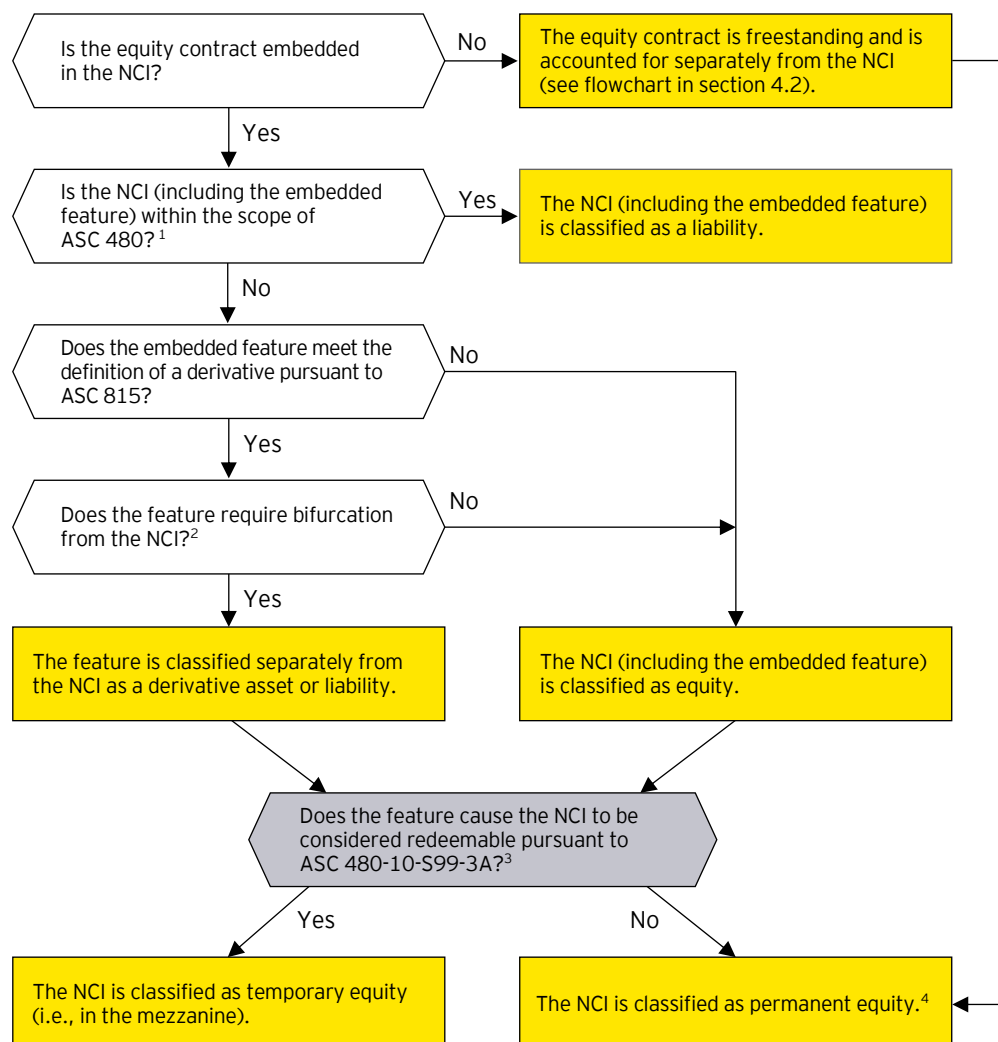 Is the equity contract embedded
in the NCI?
No
The equity contract is freestanding and is
accounted for separately from the NCI
(see flowchart in section 4.2).
Yes
Is the NCI (including the embedded
feature) within the scope of
ASC 480? 1
Yes
The NCI (including the embedded feature)
is classified as a liability.
No
Does the embedded feature meet the
definition of a derivative pursuant to
ASC 815?
No
Yes
Does the feature require bifurcation
from the NCI?2
No
Yes
The feature is classified separately from
the NCI as a derivative asset or liability.
The NCI (including the embedded feature)
is classified as equity.
Does the feature cause the NCI to be
considered redeemable pursuant to
ASC 480-10-S99-3A?3
Yes
No
The NCI is classified as temporary equity
(i.e., in the mezzanine).
The NCI is classified as permanent equity.4